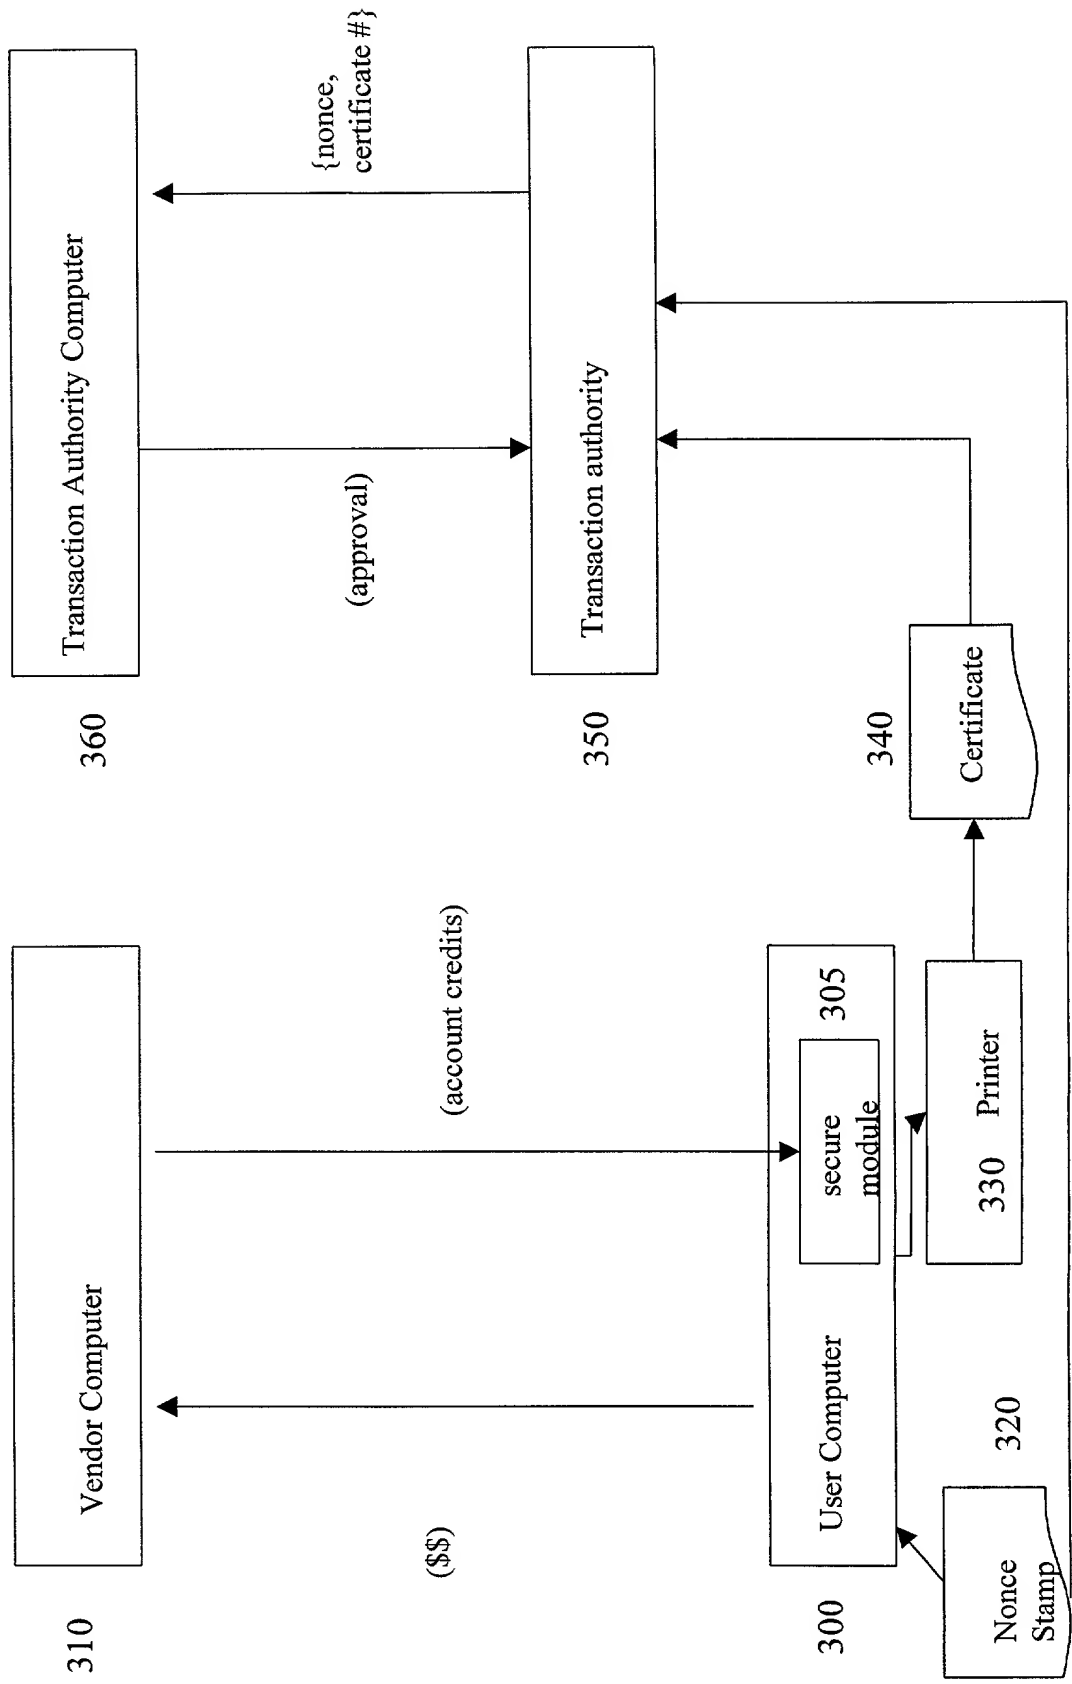 310
Vendor Computer
360
Transaction Authority Computer
($$)
(account credits)
(approval)
{nonce,
certificate #}
300
User Computer
secure
module
305
350
Transaction authority
Nonce
Stamp
320
330
Printer
340
Certificate